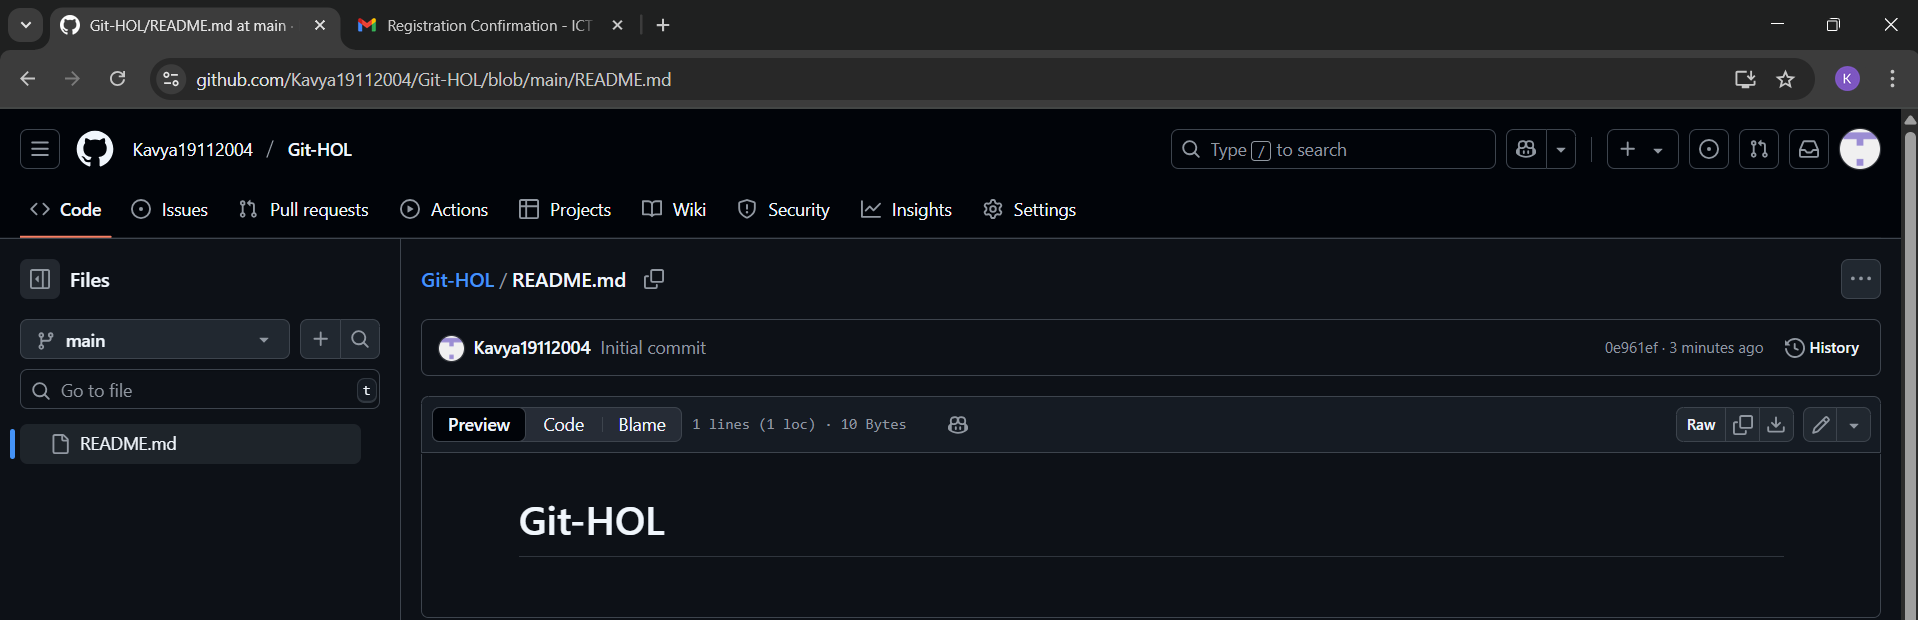 Git-HOL/README.md at main ·
Registration Confirmation - ICT
github.com/Kavya19112004/Git-HOL/blob/main/README.md
K
Kavya19112004 / Git-HOL
Type / to search
Code
Issues
Pull requests
Actions
Projects
Wiki
Security
Insights
Settings
Files
main
Go to file
t
README.md
Git-HOL / README.md
Kavya19112004 Initial commit
0e961ef · 3 minutes ago
History
Preview
Code
Blame
1 lines (1 loc) · 10 Bytes
Raw
Git-HOL